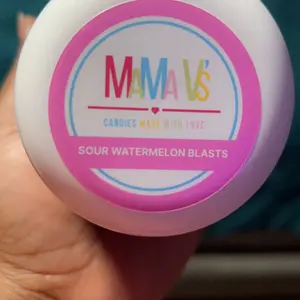 MAMA V'S
CANDIES MADE WITH LOVE
SOUR WATERMELON BLASTS